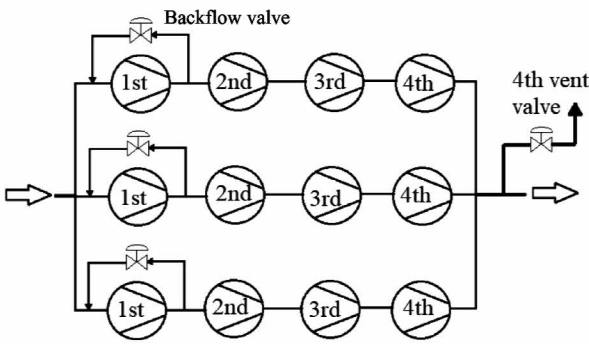 Backflow valve
1st
2nd
3rd
4th
4th vent
valve
1st
2nd
3rd
4th
1st
2nd
3rd
4th